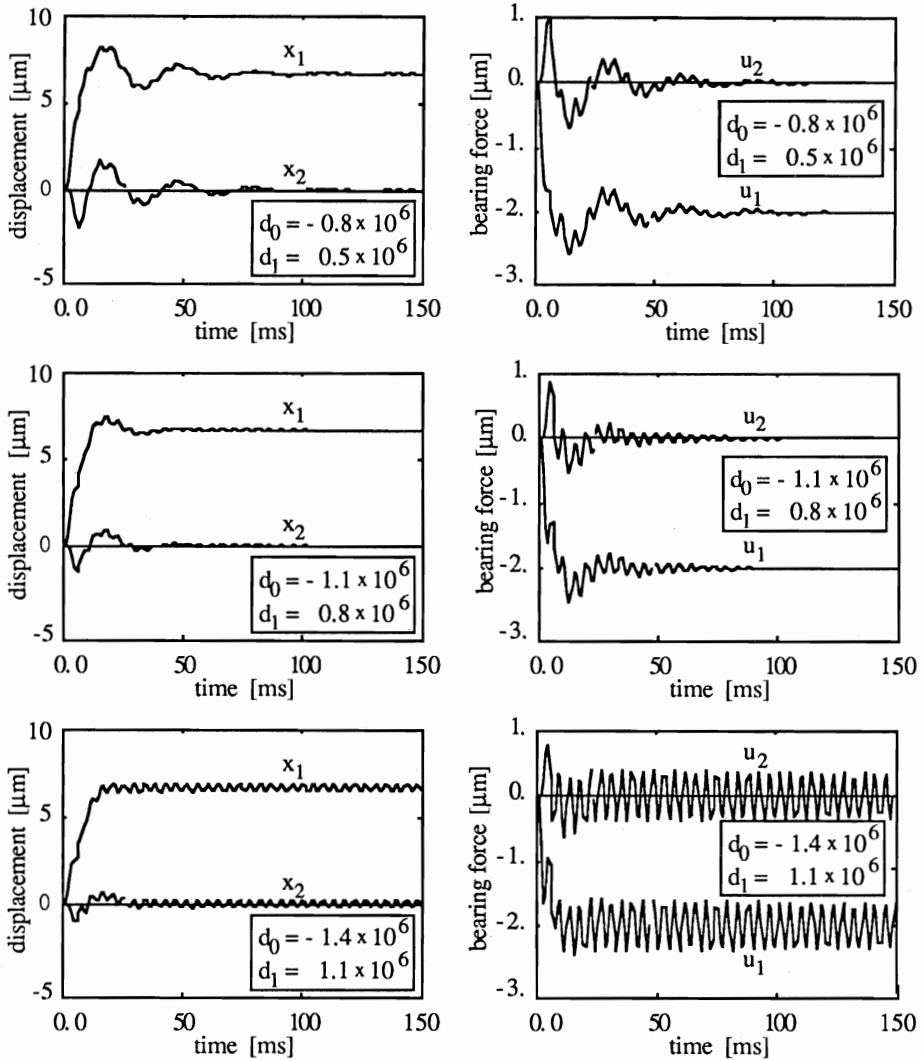 10
5
0
-5
displacement [μm]
x1
x2
d0 = - 0.8 x 10^6
d1 = 0.5 x 10^6
0. 0 50 100 150
time [ms]
1.
0.
-1.
-2.
-3.
bearing force [μm]
u2
d0 = - 0.8 x 10^6
d1 = 0.5 x 10^6
u1
0. 0 50 100 150
time [ms]
10
5
0
-5
displacement [μm]
x1
x2
d0 = - 1.1 x 10^6
d1 = 0.8 x 10^6
0. 0 50 100 150
time [ms]
1.
0.
-1.
-2.
-3.
bearing force [μm]
u2
d0 = - 1.1 x 10^6
d1 = 0.8 x 10^6
u1
0. 0 50 100 150
time [ms]
10
5
0
-5
displacement [μm]
x1
x2
d0 = - 1.4 x 10^6
d1 = 1.1 x 10^6
0. 0 50 100 150
time [ms]
1.
0.
-1.
-2.
-3.
bearing force [μm]
u2
d0 = - 1.4 x 10^6
d1 = 1.1 x 10^6
u1
0. 0 50 100 150
time [ms]